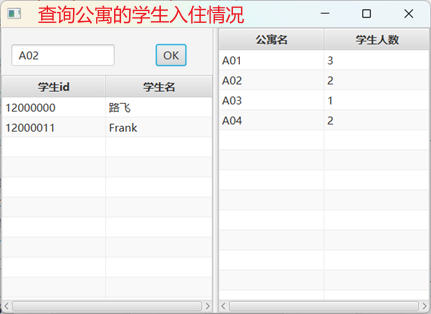 查询公寓的学生入住情况
A02 OK
学生id 学生名
12000000 路飞
12000011 Frank
公寓名 学生人数
A01 3
A02 2
A03 1
A04 2